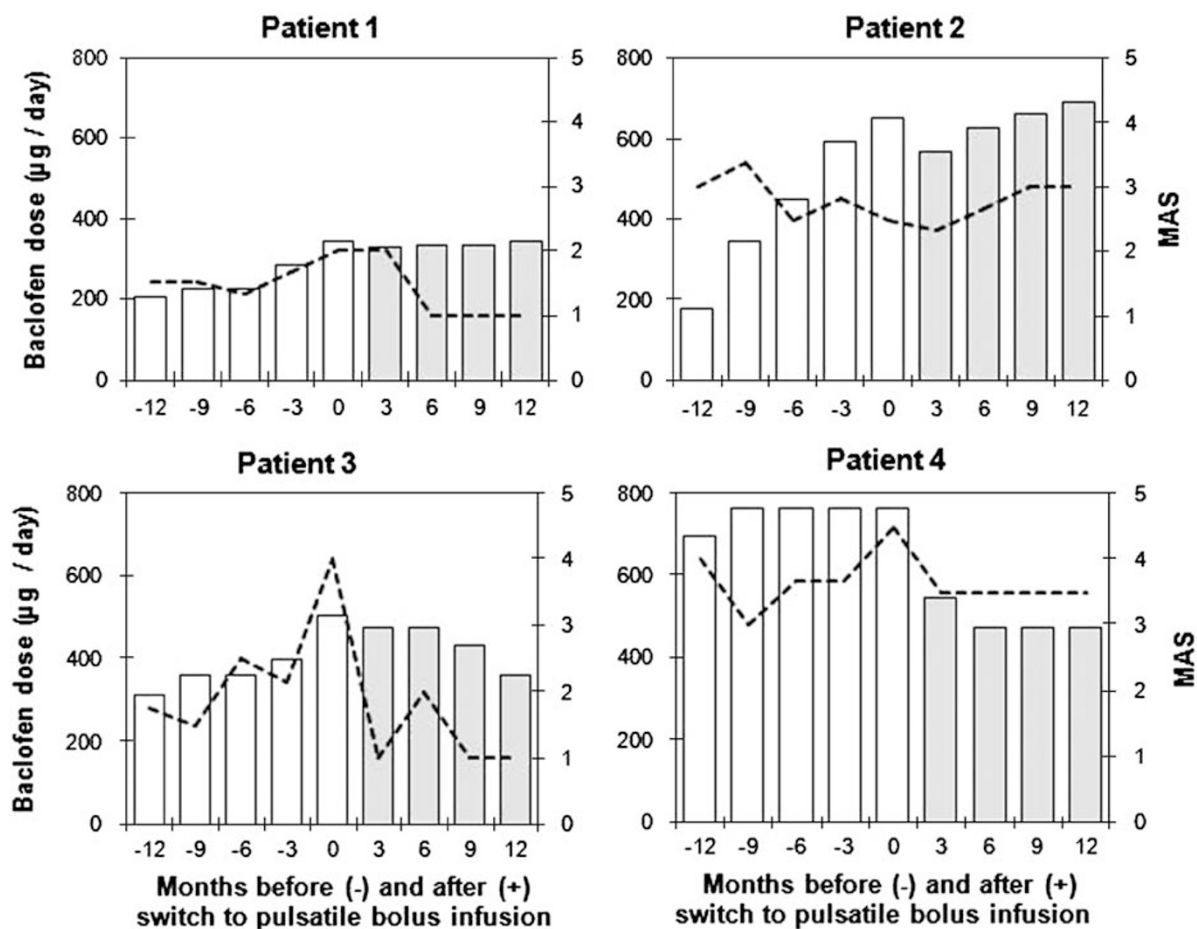 Patient 1
Patient 2
800
600
400
200
0
5
4
3
2
1
0
800
600
400
200
0
5
4
3
2
1
0
Baclofen dose (µg / day)
MAS
-12 -9 -6 -3 0 3 6 9 12
-12 -9 -6 -3 0 3 6 9 12
Patient 3
Patient 4
800
600
400
200
0
5
4
3
2
1
0
800
600
400
200
0
5
4
3
2
1
0
Baclofen dose (µg / day)
MAS
-12 -9 -6 -3 0 3 6 9 12
-12 -9 -6 -3 0 3 6 9 12
Months before (-) and after (+)
switch to pulsatile bolus infusion
Months before (-) and after (+)
switch to pulsatile bolus infusion